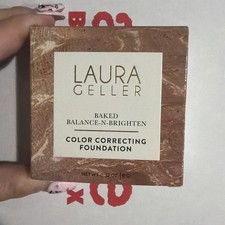 LAURA
GELLER
BAKED
BALANCE-N-BRIGHTEN
COLOR CORRECTING
FOUNDATION